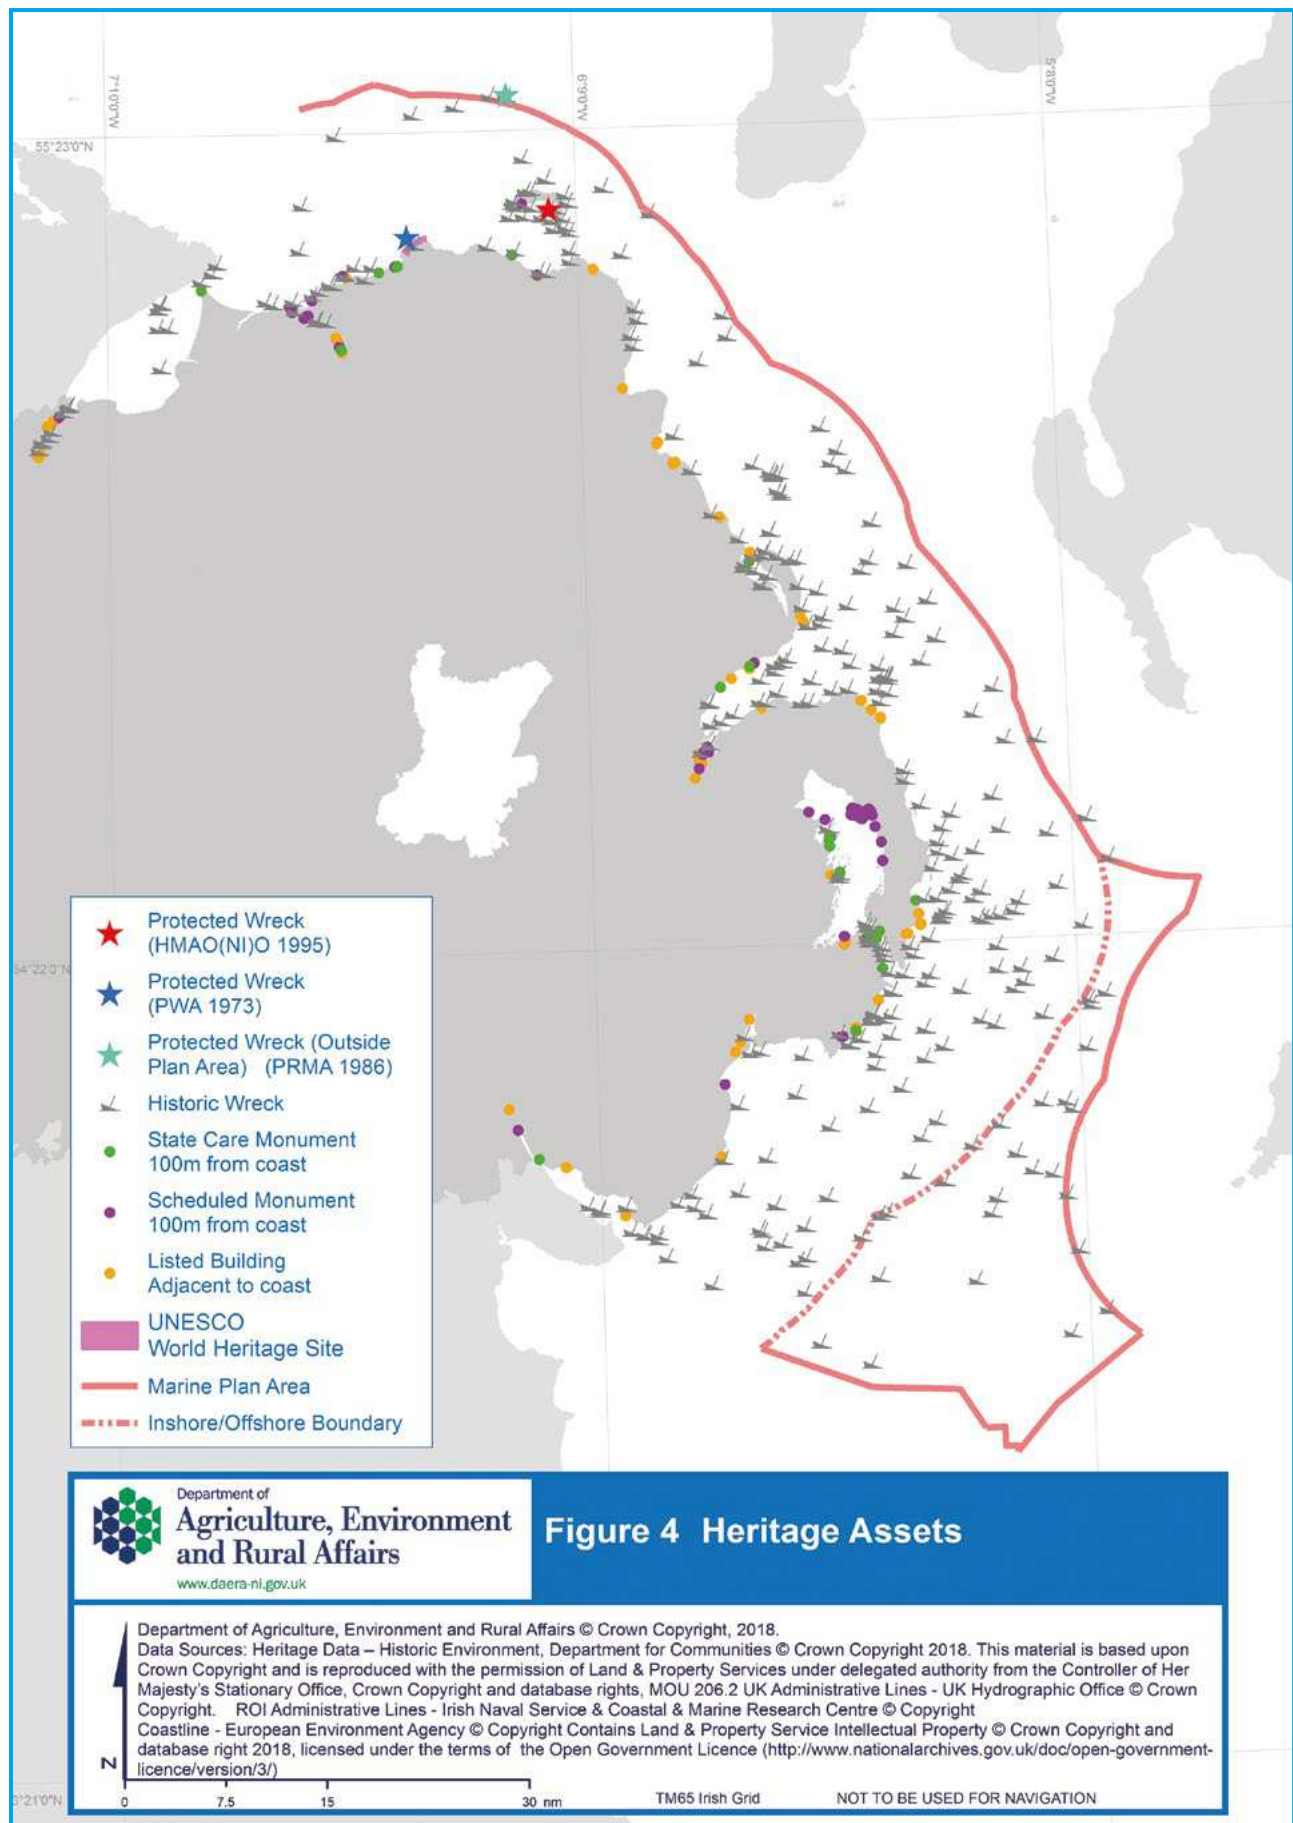 7°10'0"W
6°9'0"W
5°8'0"W
55°23'0"N
54°22'0"N
Protected Wreck
(HMAO(NI)O 1995)
Protected Wreck
(PWA 1973)
Protected Wreck (Outside
Plan Area) (PRMA 1986)
Historic Wreck
State Care Monument
100m from coast
Scheduled Monument
100m from coast
Listed Building
Adjacent to coast
UNESCO
World Heritage Site
Marine Plan Area
Inshore/Offshore Boundary
Department of
Agriculture, Environment
and Rural Affairs
www.daera-ni.gov.uk
Figure 4 Heritage Assets
Department of Agriculture, Environment and Rural Affairs © Crown Copyright, 2018.
Data Sources: Heritage Data – Historic Environment, Department for Communities © Crown Copyright 2018. This material is based upon
Crown Copyright and is reproduced with the permission of Land & Property Services under delegated authority from the Controller of Her
Majesty's Stationary Office, Crown Copyright and database rights, MOU 206.2 UK Administrative Lines - UK Hydrographic Office © Crown
Copyright. ROI Administrative Lines - Irish Naval Service & Coastal & Marine Research Centre © Copyright
Coastline - European Environment Agency © Copyright Contains Land & Property Service Intellectual Property © Crown Copyright and
database right 2018, licensed under the terms of the Open Government Licence (http://www.nationalarchives.gov.uk/doc/open-government-
licence/version/3/)
N
3°21'0"N
0 7.5 15 30 nm
TM65 Irish Grid
NOT TO BE USED FOR NAVIGATION